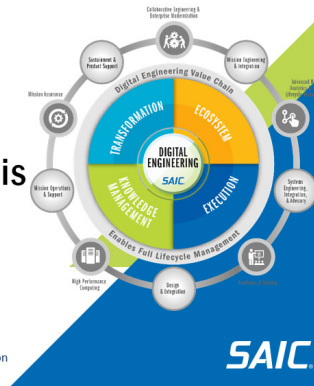 Collaborative Engineering &
Enterprise Modernization
Sustainment &
Product Support
Mission Engineering
& Integration
Digital Engineering Value Chain
Mission Assurance
TRANSFORMATION
ECOSYSTEM
DIGITAL
ENGINEERING
SAIC
is
Mission Operations
& Support
Systems
Engineering,
Integration,
& Advisory
KNOWLEDGE
MANAGEMENT
EXECUTION
Enables Full Lifecycle Management
High Performance
Computing
Design
& Integration
on
SAIC.